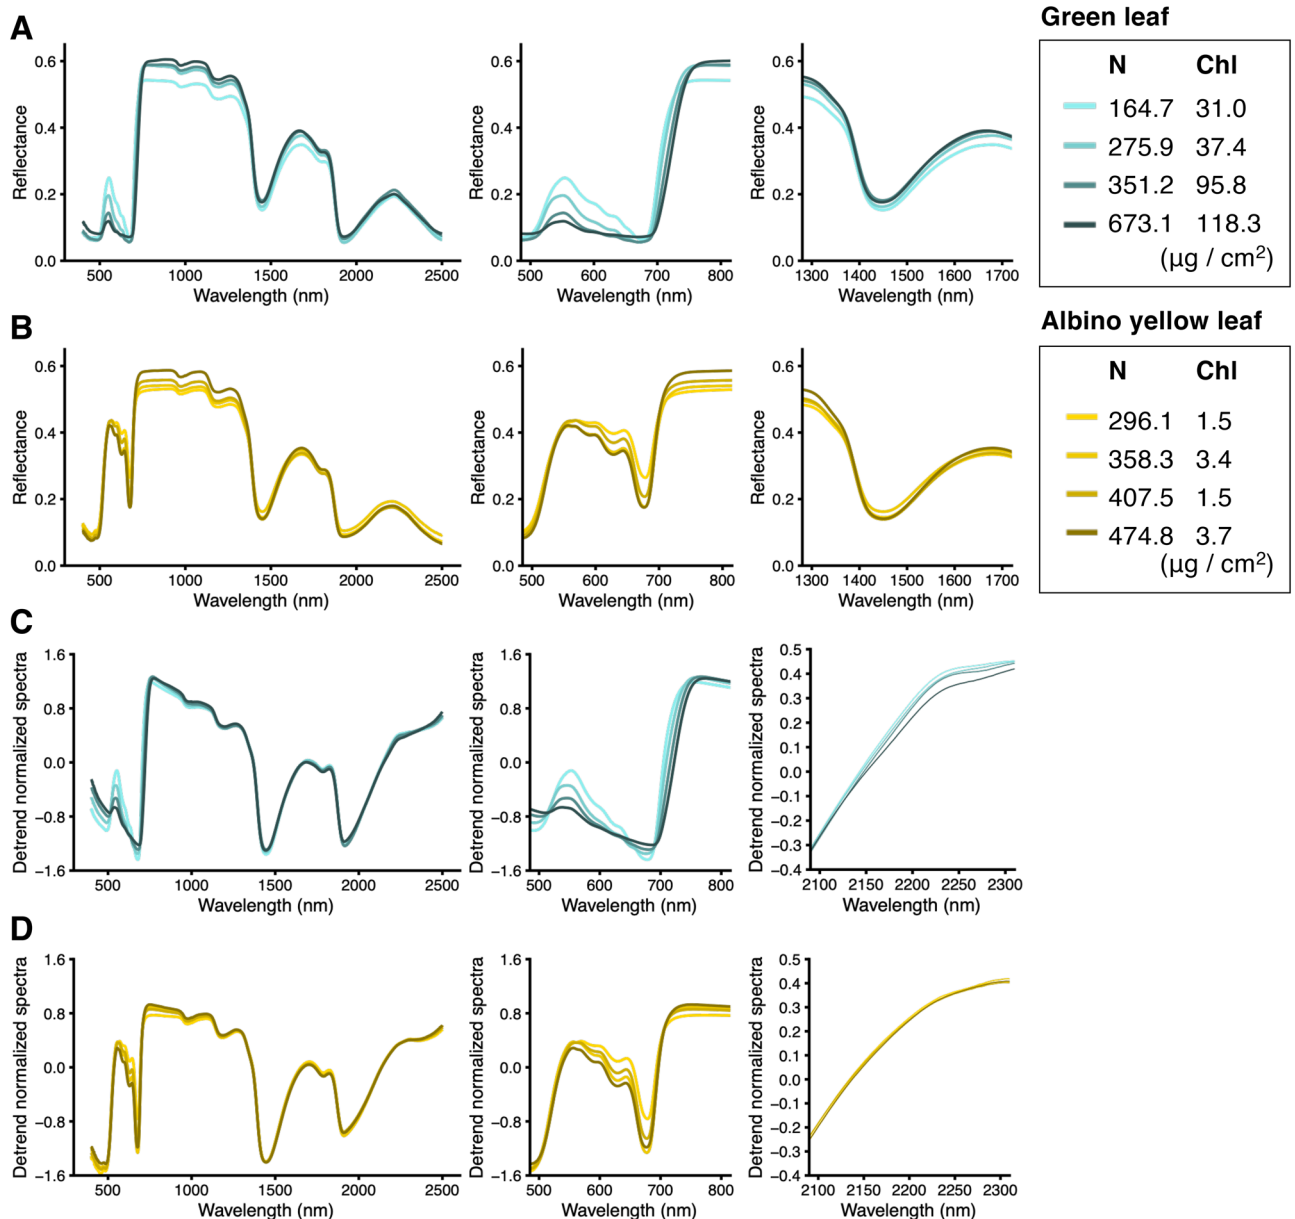 A
Green leaf
N Chl
164.7 31.0
275.9 37.4
351.2 95.8
673.1 118.3
(µg / cm²)
Reflectance
0.6
0.4
0.2
0.0
500 1000 1500 2000 2500
Wavelength (nm)
Reflectance
0.6
0.4
0.2
0.0
500 600 700 800
Wavelength (nm)
Reflectance
0.6
0.4
0.2
0.0
1300 1400 1500 1600 1700
Wavelength (nm)
B
Albino yellow leaf
N Chl
296.1 1.5
358.3 3.4
407.5 1.5
474.8 3.7
(µg / cm²)
Reflectance
0.6
0.4
0.2
0.0
500 1000 1500 2000 2500
Wavelength (nm)
Reflectance
0.6
0.4
0.2
0.0
500 600 700 800
Wavelength (nm)
Reflectance
0.6
0.4
0.2
0.0
1300 1400 1500 1600 1700
Wavelength (nm)
C
Detrend normalized spectra
1.6
0.8
0.0
−0.8
−1.6
500 1000 1500 2000 2500
Wavelength (nm)
Detrend normalized spectra
1.6
0.8
0.0
−0.8
−1.6
500 600 700 800
Wavelength (nm)
Detrend normalized spectra
0.5
0.4
0.3
0.2
0.1
0.0
−0.1
−0.2
−0.3
−0.4
2100 2150 2200 2250 2300
Wavelength (nm)
D
Detrend normalized spectra
1.6
0.8
0.0
−0.8
−1.6
500 1000 1500 2000 2500
Wavelength (nm)
Detrend normalized spectra
1.6
0.8
0.0
−0.8
−1.6
500 600 700 800
Wavelength (nm)
Detrend normalized spectra
0.5
0.4
0.3
0.2
0.1
0.0
−0.1
−0.2
−0.3
−0.4
2100 2150 2200 2250 2300
Wavelength (nm)